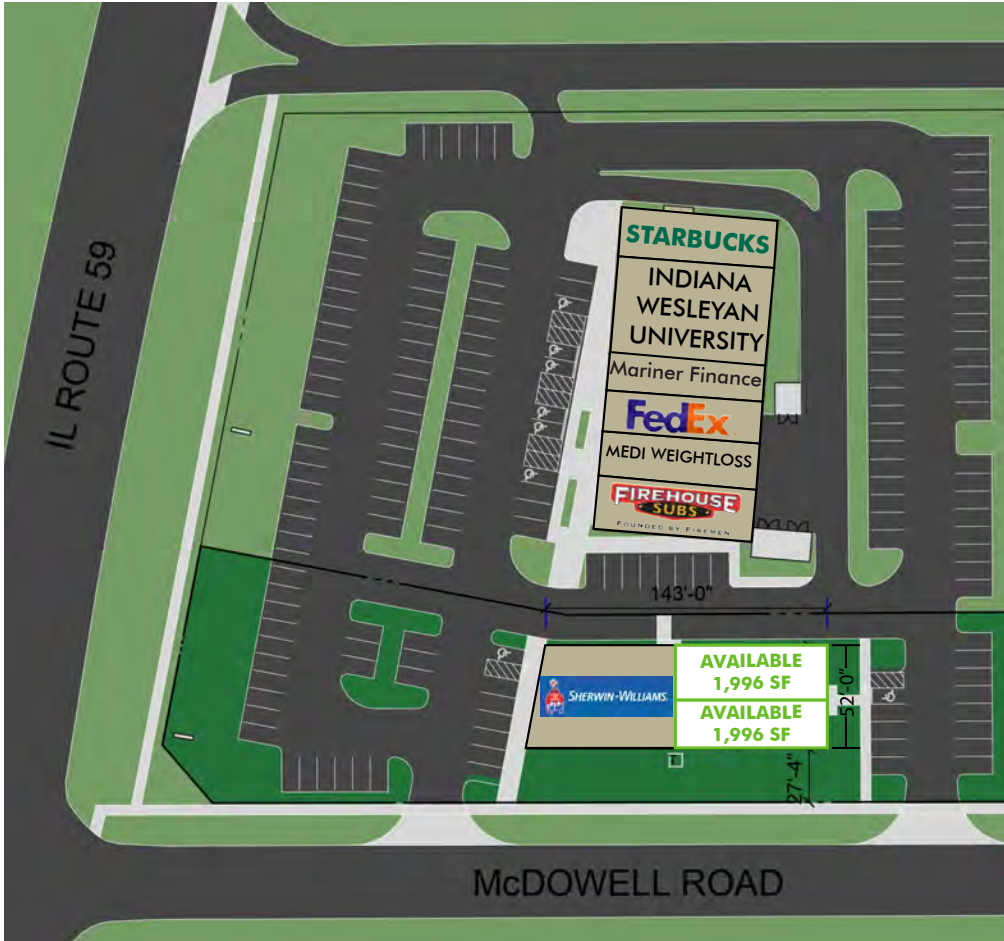 IL ROUTE 59
STARBUCKS
INDIANA
WESLEYAN
UNIVERSITY
Mariner Finance
FedEx
MEDI WEIGHTLOSS
FIREHOUSE
SUBS
FOUNDED BY FIREMEN
143'-0"
SHERWIN-WILLIAMS.
AVAILABLE
1,996 SF
AVAILABLE
1,996 SF
52'-0"
27'-4"
McDOWELL ROAD